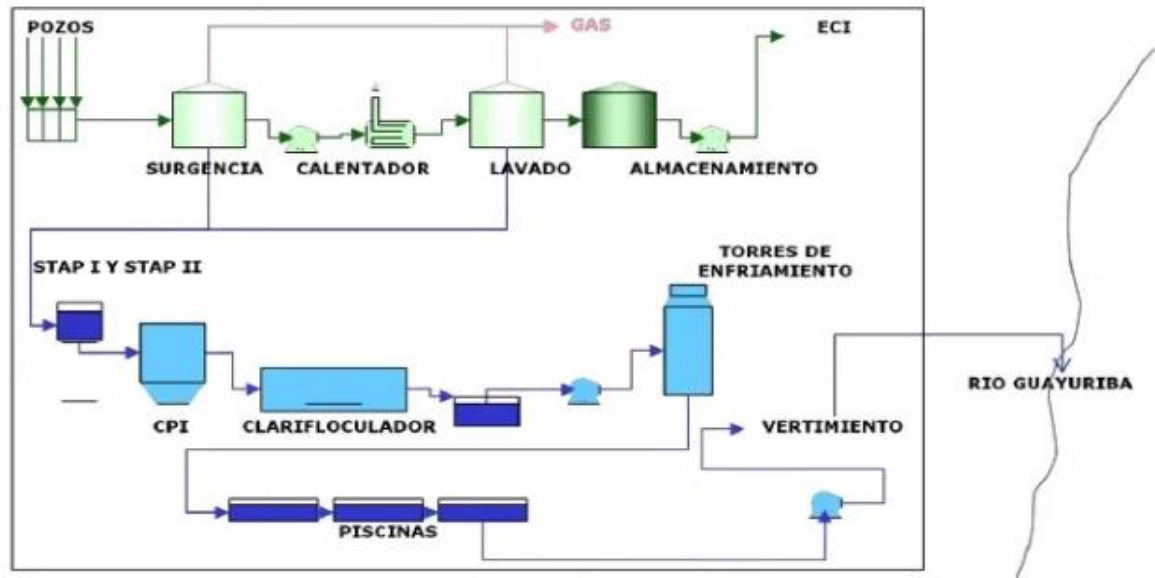 POZOS
GAS
ECI
SURGENCIA
CALENTADOR
LAVADO
ALMACENAMIENTO
STAP I Y STAP II
TORRES DE
ENFRIAMIENTO
CPI
CLARIFLOCULADOR
VERTIMIENTO
RIO GUAYURIBA
PISCINAS